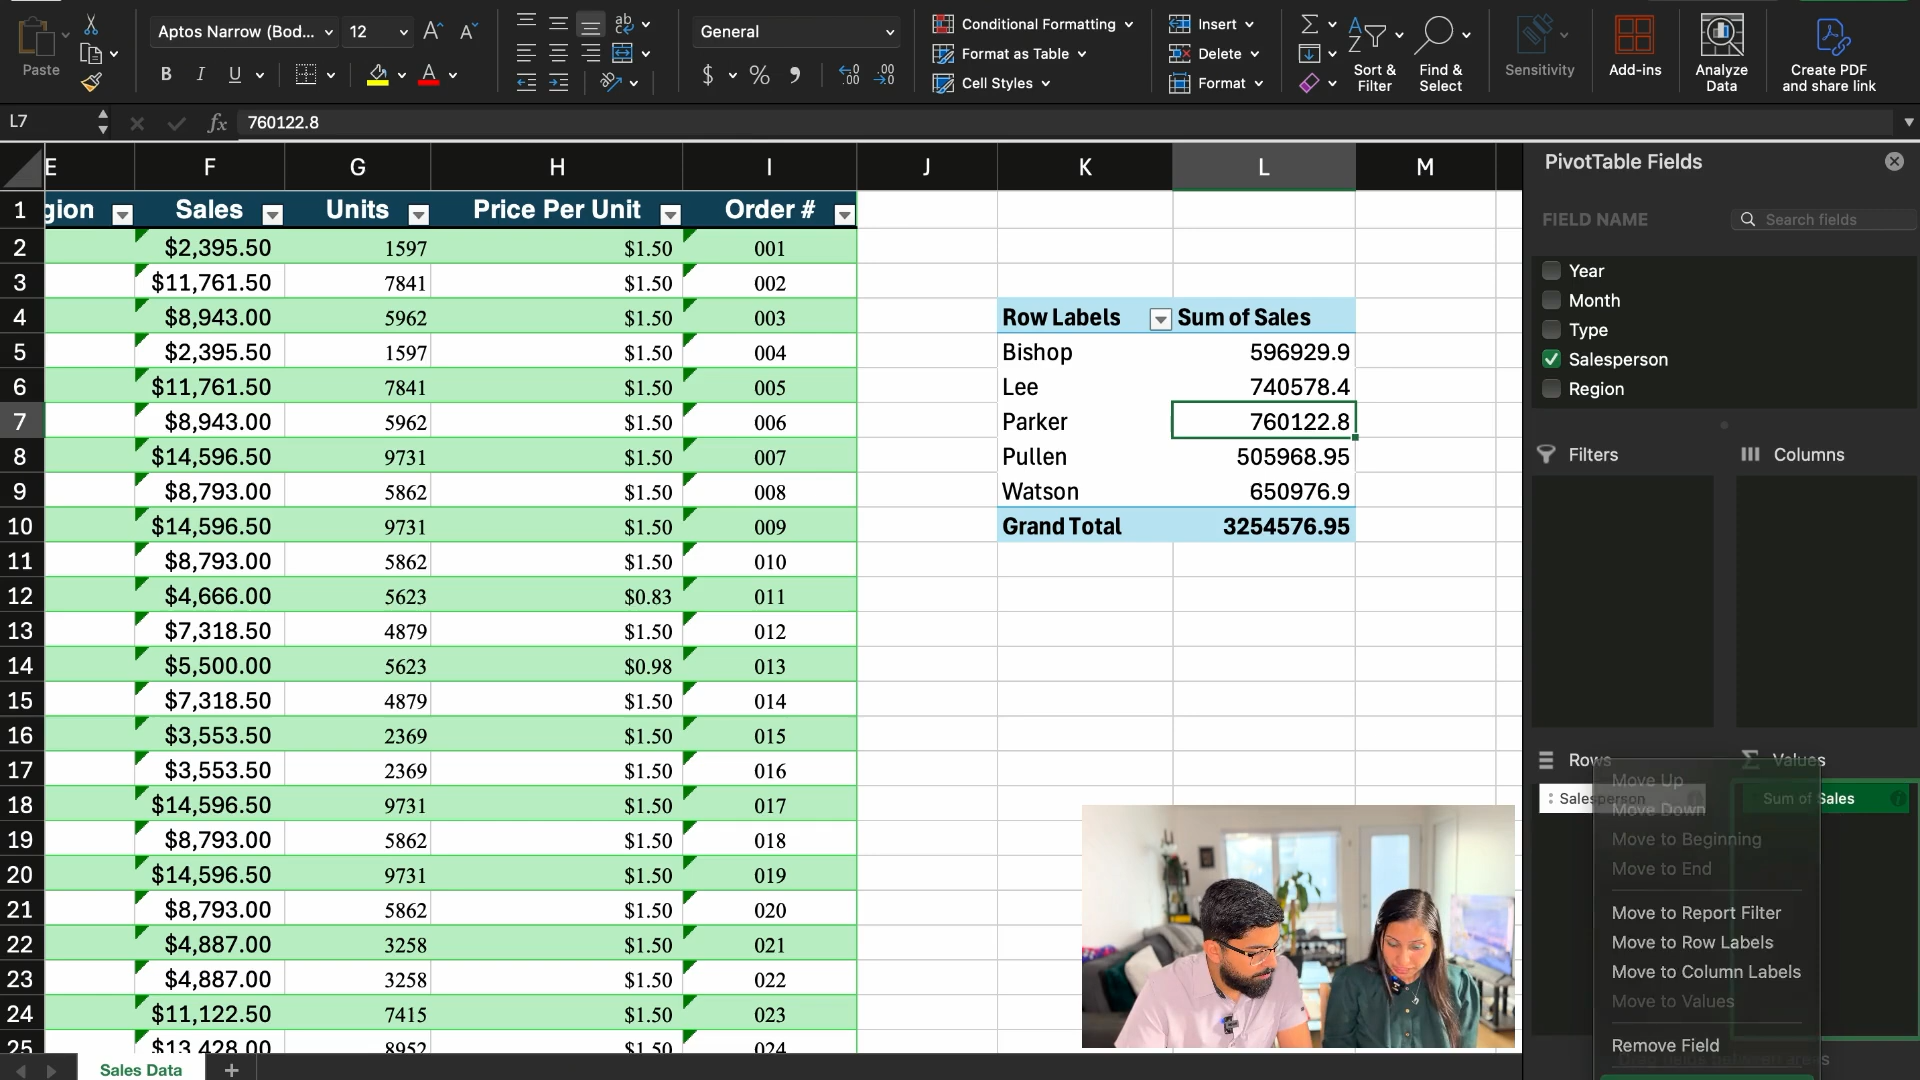 Paste
Aptos Narrow (Bod...
12
A A
B I U
ab
General
$ % 9
.00
.00
Conditional Formatting
Format as Table
Cell Styles
Insert
Delete
Format
Sort & Filter
Find & Select
Sensitivity
Add-ins
Analyze Data
Create PDF and share link
L7 fx 760122.8
E F G H I J K L M
1 gion Sales Units Price Per Unit Order #
2 $2,395.50 1597 $1.50 001
3 $11,761.50 7841 $1.50 002
4 $8,943.00 5962 $1.50 003 Row Labels Sum of Sales
5 $2,395.50 1597 $1.50 004 Bishop 596929.9
6 $11,761.50 7841 $1.50 005 Lee 740578.4
7 $8,943.00 5962 $1.50 006 Parker 760122.8
8 $14,596.50 9731 $1.50 007 Pullen 505968.95
9 $8,793.00 5862 $1.50 008 Watson 650976.9
10 $14,596.50 9731 $1.50 009 Grand Total 3254576.95
11 $8,793.00 5862 $1.50 010
12 $4,666.00 5623 $0.83 011
13 $7,318.50 4879 $1.50 012
14 $5,500.00 5623 $0.98 013
15 $7,318.50 4879 $1.50 014
16 $3,553.50 2369 $1.50 015
17 $3,553.50 2369 $1.50 016
18 $14,596.50 9731 $1.50 017
19 $8,793.00 5862 $1.50 018
20 $14,596.50 9731 $1.50 019
21 $8,793.00 5862 $1.50 020
22 $4,887.00 3258 $1.50 021
23 $4,887.00 3258 $1.50 022
24 $11,122.50 7415 $1.50 023
25 $13,428.00 8952 $1.50 024
Sales Data +
PivotTable Fields
FIELD NAME Search fields
Year
Month
Type
Salesperson
Region
Filters Columns
Rows Values
Salesperson Sum of Sales
Move Up
Move Down
Move to Beginning
Move to End
Move to Report Filter
Move to Row Labels
Move to Column Labels
Move to Values
Remove Field